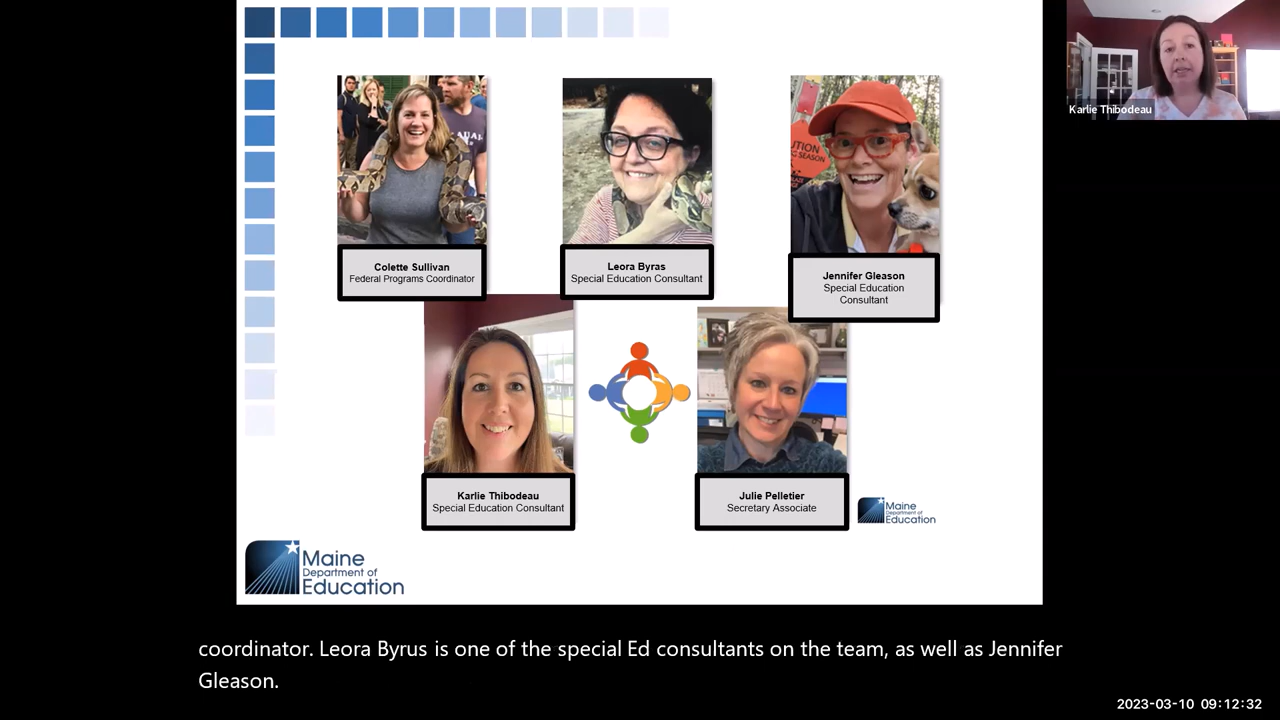 Karlie Thibodeau
UTION
NG SEASON
Colette Sullivan
Federal Programs Coordinator
Leora Byras
Special Education Consultant
Jennifer Gleason
Special Education
Consultant
Karlie Thibodeau
Special Education Consultant
Julie Pelletier
Secretary Associate
Maine
Department of
Education
Maine
Department of
Education
coordinator. Leora Byrus is one of the special Ed consultants on the team, as well as Jennifer
Gleason.
2023-03-10 09:12:32